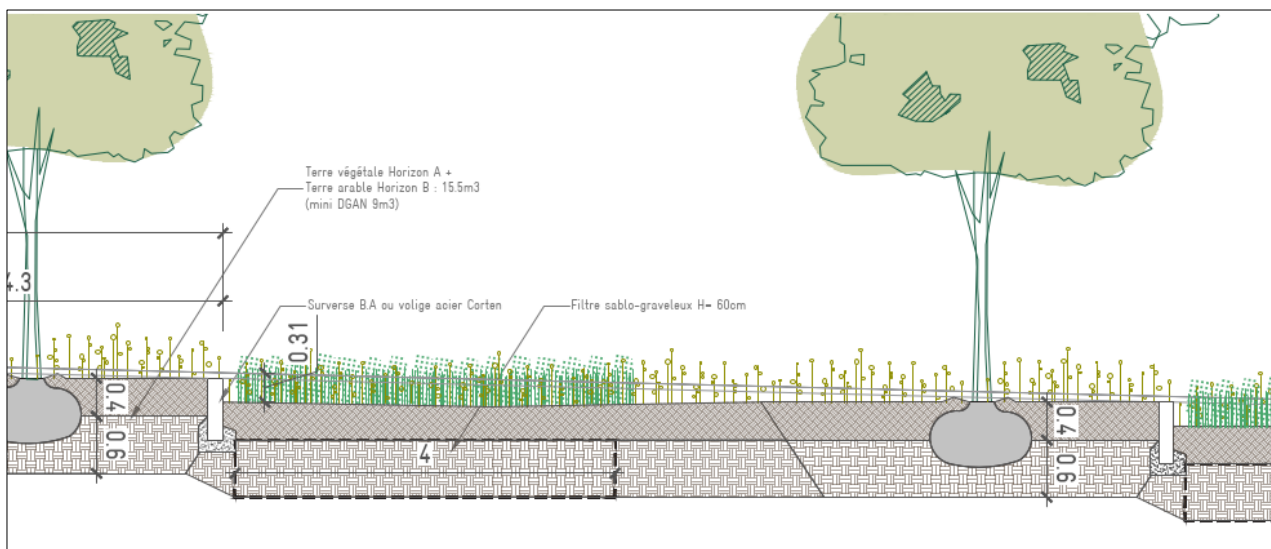 Terre végétale Horizon A +
Terre arable Horizon B : 15.5m3
(mini DGAN 9m3)
4.3
Surverse B.A ou volige acier Corten
Filtre sablo-graveleux H= 60cm
0.31
0.4
0.6
4
0.4
0.6